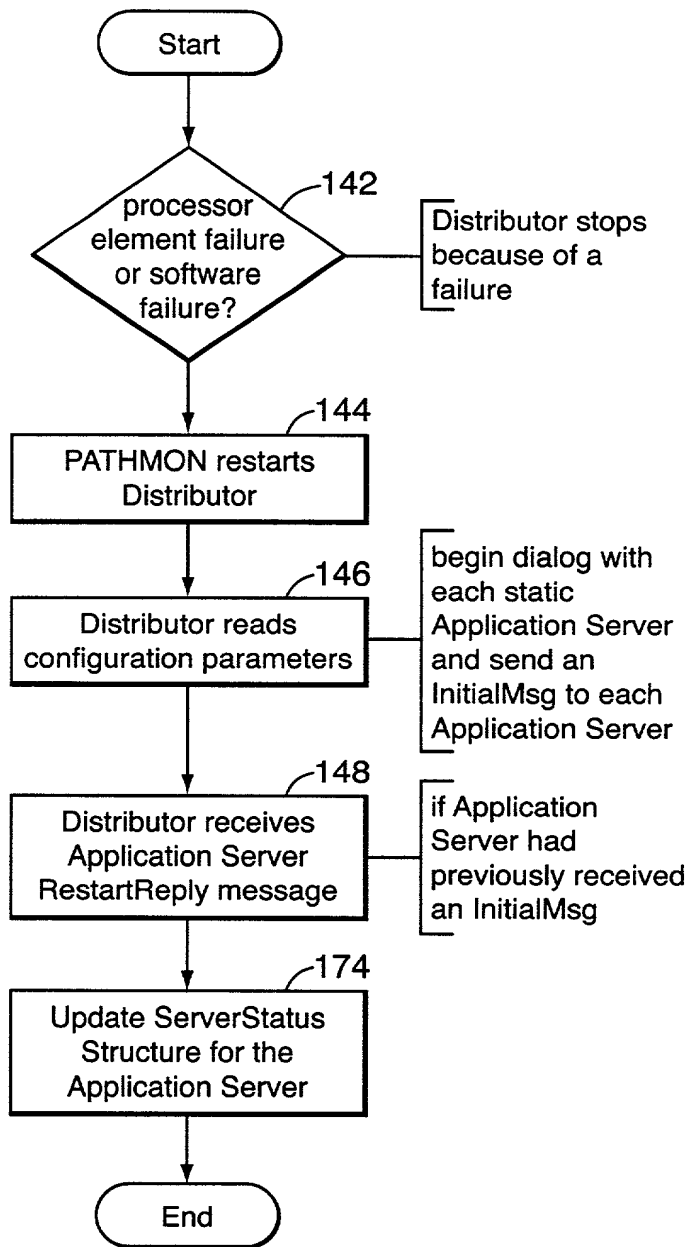 Start
142
processor
element failure
or software
failure?
Distributor stops
because of a
failure
144
PATHMON restarts
Distributor
146
Distributor reads
configuration parameters
begin dialog with
each static
Application Server
and send an
InitialMsg to each
Application Server
148
Distributor receives
Application Server
RestartReply message
if Application
Server had
previously received
an InitialMsg
174
Update ServerStatus
Structure for the
Application Server
End